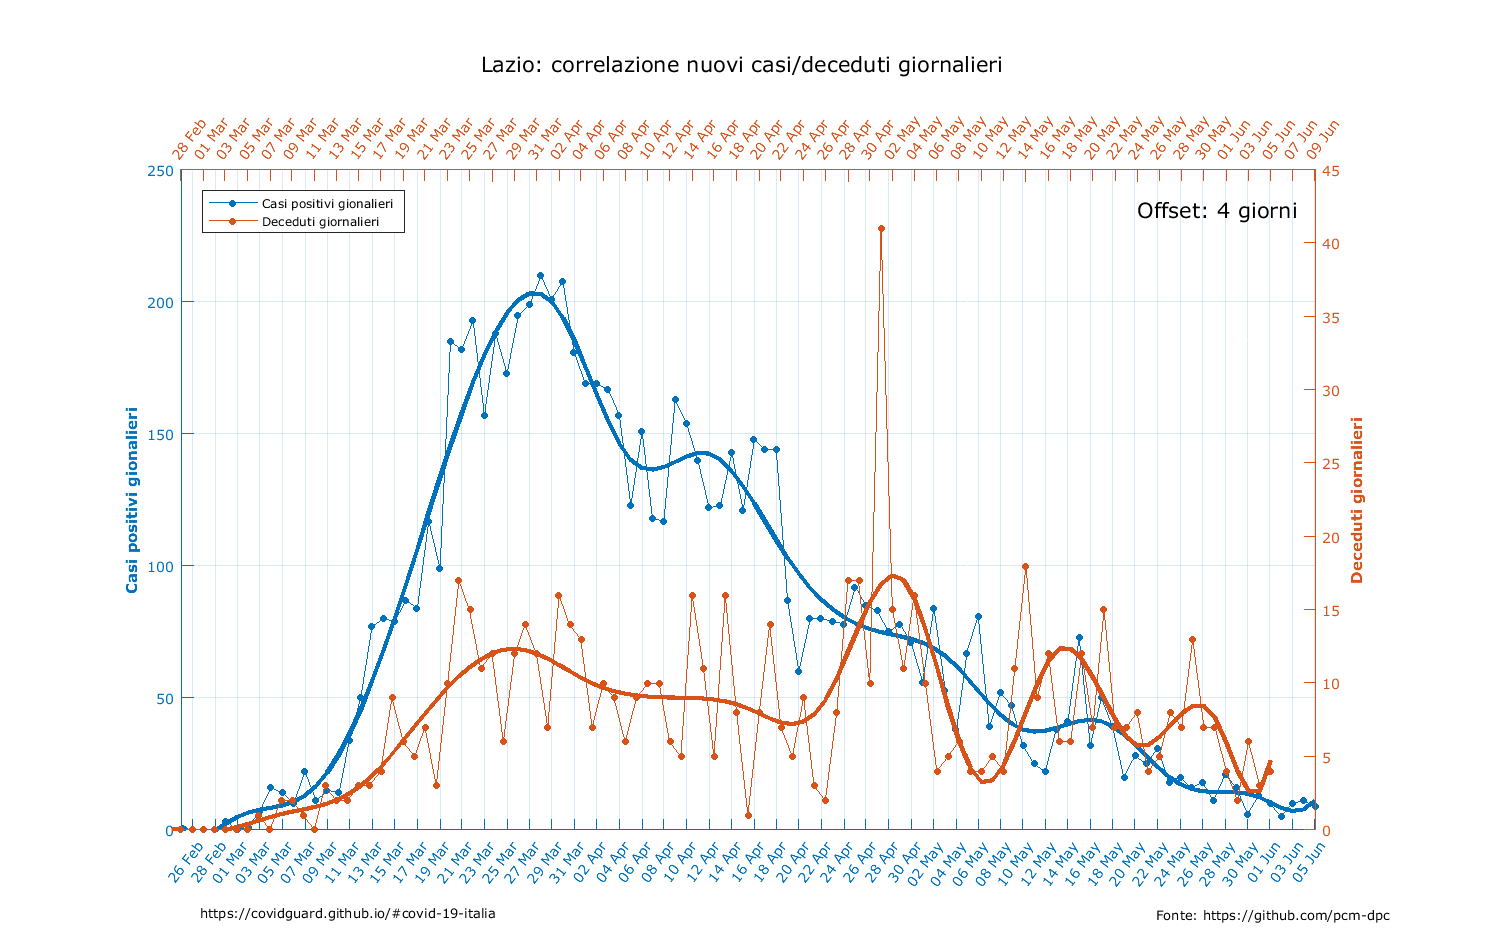 Lazio: correlazione nuovi casi/deceduti giornalieri
28 Feb
01 Mar
03 Mar
05 Mar
07 Mar
09 Mar
11 Mar
13 Mar
15 Mar
17 Mar
19 Mar
21 Mar
23 Mar
25 Mar
27 Mar
29 Mar
31 Mar
02 Apr
04 Apr
06 Apr
08 Apr
10 Apr
12 Apr
14 Apr
16 Apr
18 Apr
20 Apr
22 Apr
24 Apr
26 Apr
28 Apr
30 Apr
02 May
04 May
06 May
08 May
10 May
12 May
14 May
16 May
18 May
20 May
22 May
24 May
26 May
28 May
30 May
01 Jun
03 Jun
05 Jun
07 Jun
09 Jun
250
200
150
100
50
0
Casi positivi gionalieri
Casi positivi gionalieri
Deceduti giornalieri
Offset: 4 giorni
45
40
35
30
25
20
15
10
5
0
Deceduti giornalieri
26 Feb
28 Feb
01 Mar
03 Mar
05 Mar
07 Mar
09 Mar
11 Mar
13 Mar
15 Mar
17 Mar
19 Mar
21 Mar
23 Mar
25 Mar
27 Mar
29 Mar
31 Mar
02 Apr
04 Apr
06 Apr
08 Apr
10 Apr
12 Apr
14 Apr
16 Apr
18 Apr
20 Apr
22 Apr
24 Apr
26 Apr
28 Apr
30 Apr
02 May
04 May
06 May
08 May
10 May
12 May
14 May
16 May
18 May
20 May
22 May
24 May
26 May
28 May
30 May
01 Jun
03 Jun
05 Jun
https://covidguard.github.io/#covid-19-italia
Fonte: https://github.com/pcm-dpc